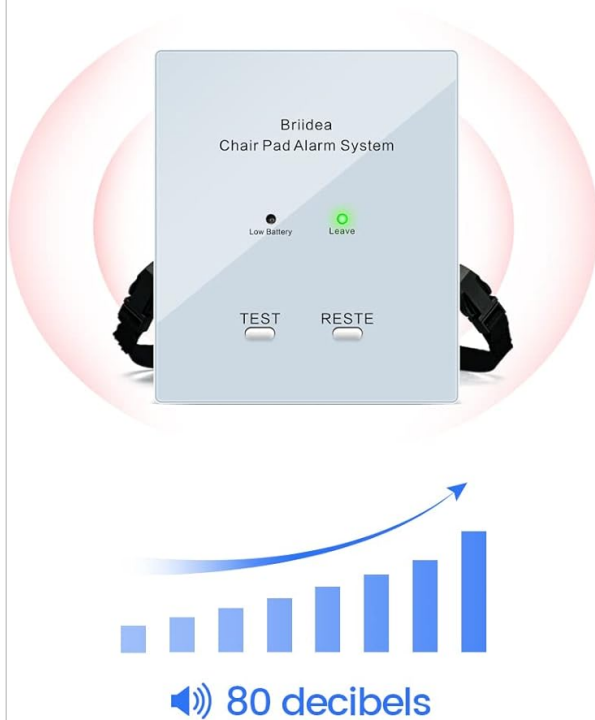 Briidea
Chair Pad Alarm System
Low Battery
Leave
TEST
RESTE
80 decibels